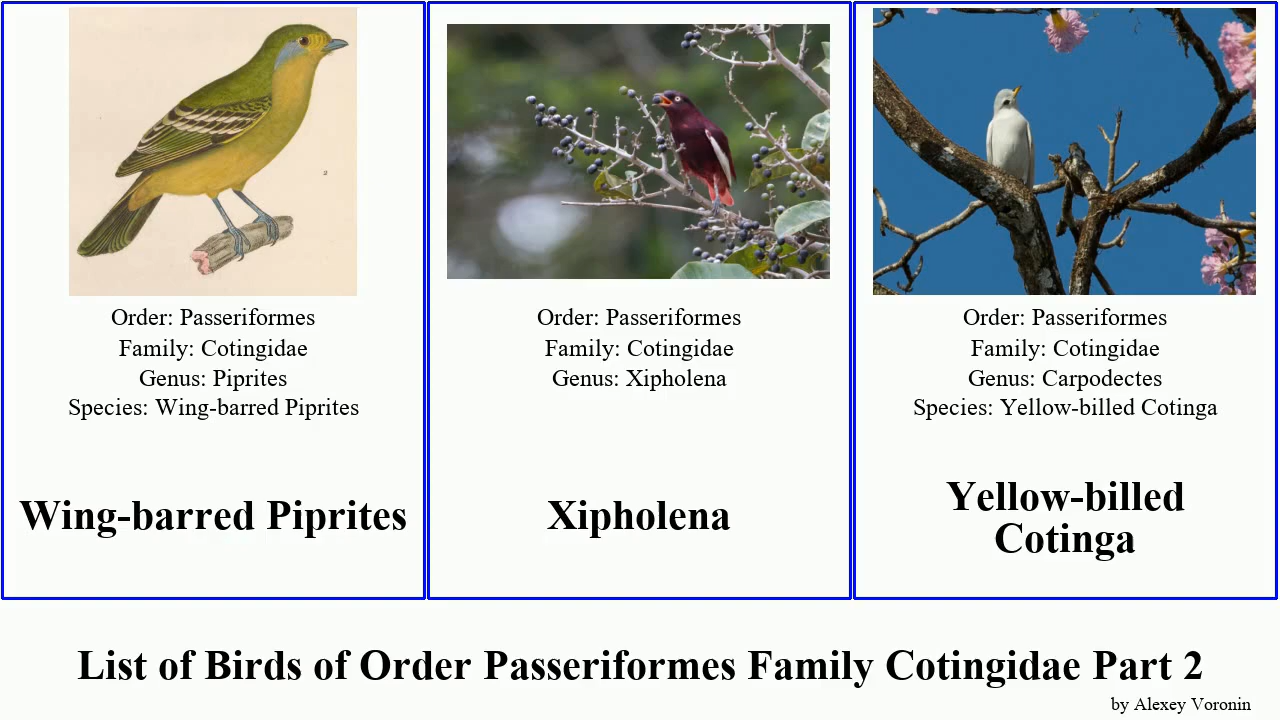 Order: Passeriformes
Family: Cotingidae
Genus: Piprites
Species: Wing-barred Piprites
Wing-barred Piprites
Order: Passeriformes
Family: Cotingidae
Genus: Xipholena
Xipholena
Order: Passeriformes
Family: Cotingidae
Genus: Carpodectes
Species: Yellow-billed Cotinga
Yellow-billed
Cotinga
List of Birds of Order Passeriformes Family Cotingidae Part 2
by Alexey Voronin